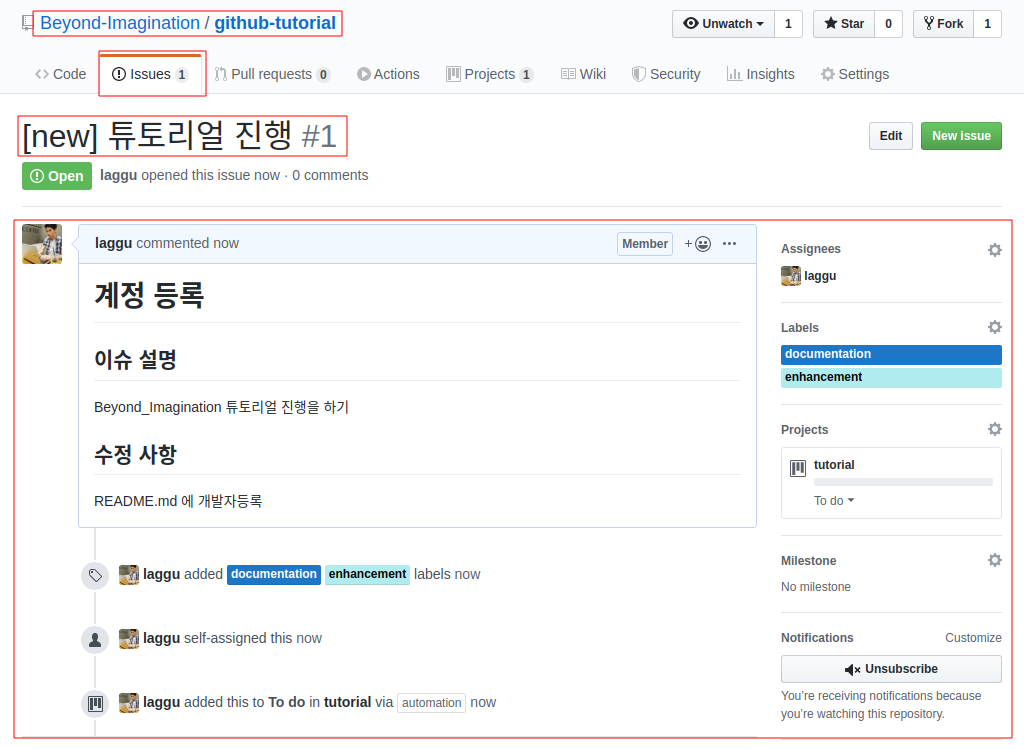 Beyond-Imagination / github-tutorial
Unwatch 1 Star 0 Fork 1
Code Issues 1 Pull requests 0 Actions Projects 1 Wiki Security Insights Settings
[new] 튜토리얼 진행 #1
Edit New issue
Open laggu opened this issue now · 0 comments
laggu commented now Member +
계정 등록
이슈 설명
Beyond_Imagination 튜토리얼 진행을 하기
수정 사항
README.md 에 개발자등록
laggu added documentation enhancement labels now
laggu self-assigned this now
laggu added this to To do in tutorial via automation now
Assignees
laggu
Labels
documentation
enhancement
Projects
tutorial
To do
Milestone
No milestone
Notifications Customize
Unsubscribe
You’re receiving notifications because
you’re watching this repository.